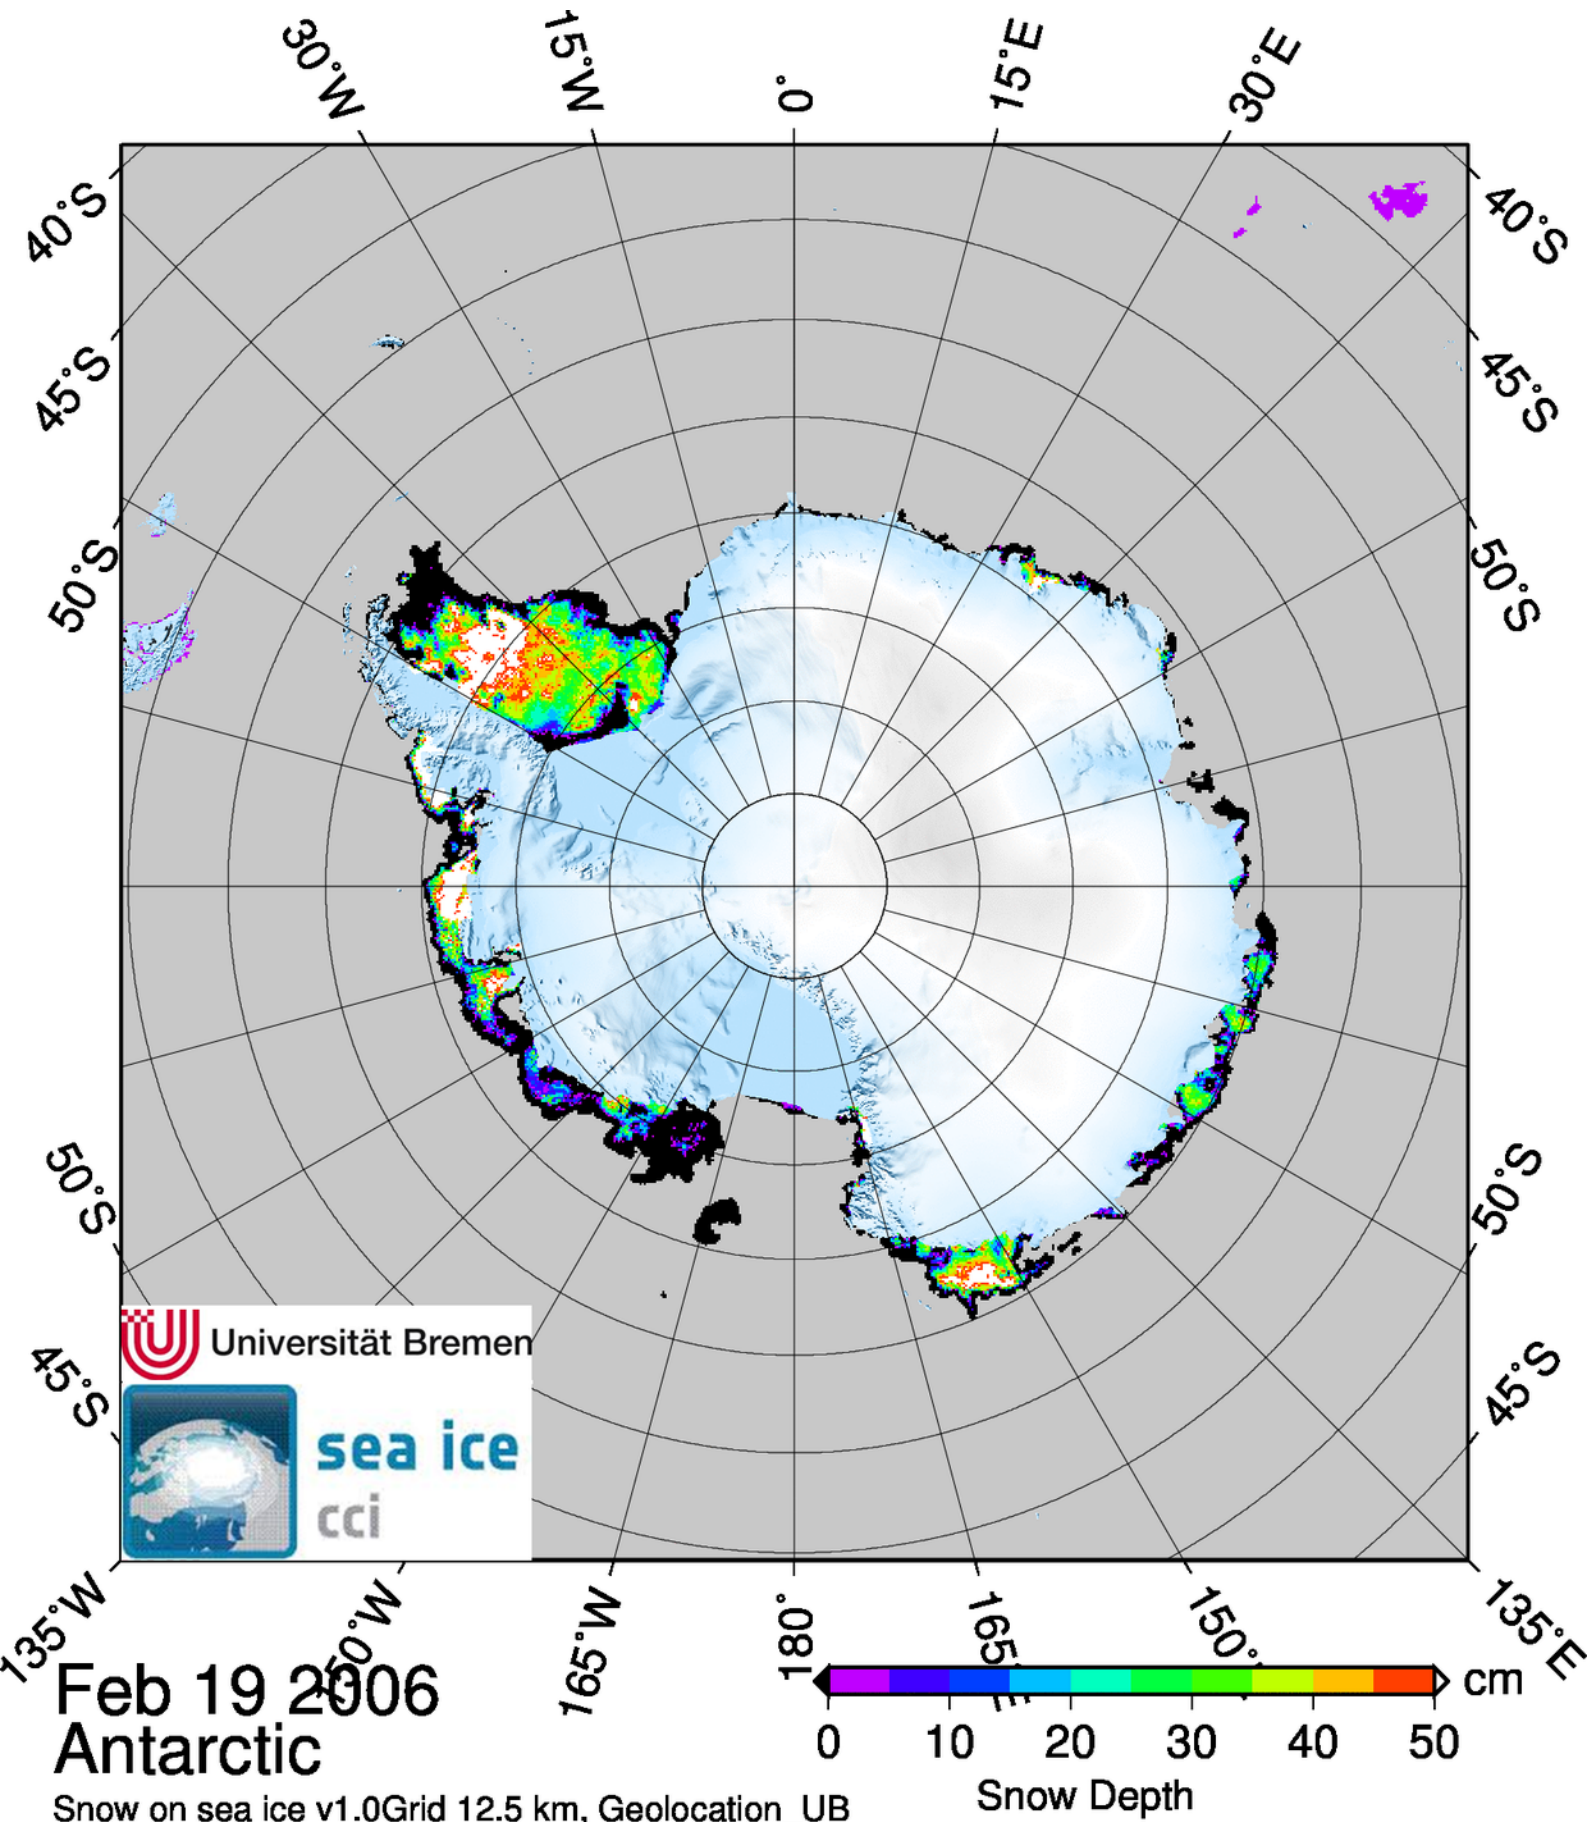 30°W 15°W 0° 15°E 30°E
40°S 40°S
45°S 45°S
50°S 50°S
50°S 50°S
45°S 45°S
Universität Bremen
sea ice
cci
135°W 165°W 180° 165°E 150° 135°E
Feb 19 2006
Antarctic
cm
0 10 20 30 40 50
Snow Depth
Snow on sea ice v1.0Grid 12.5 km, Geolocation UB